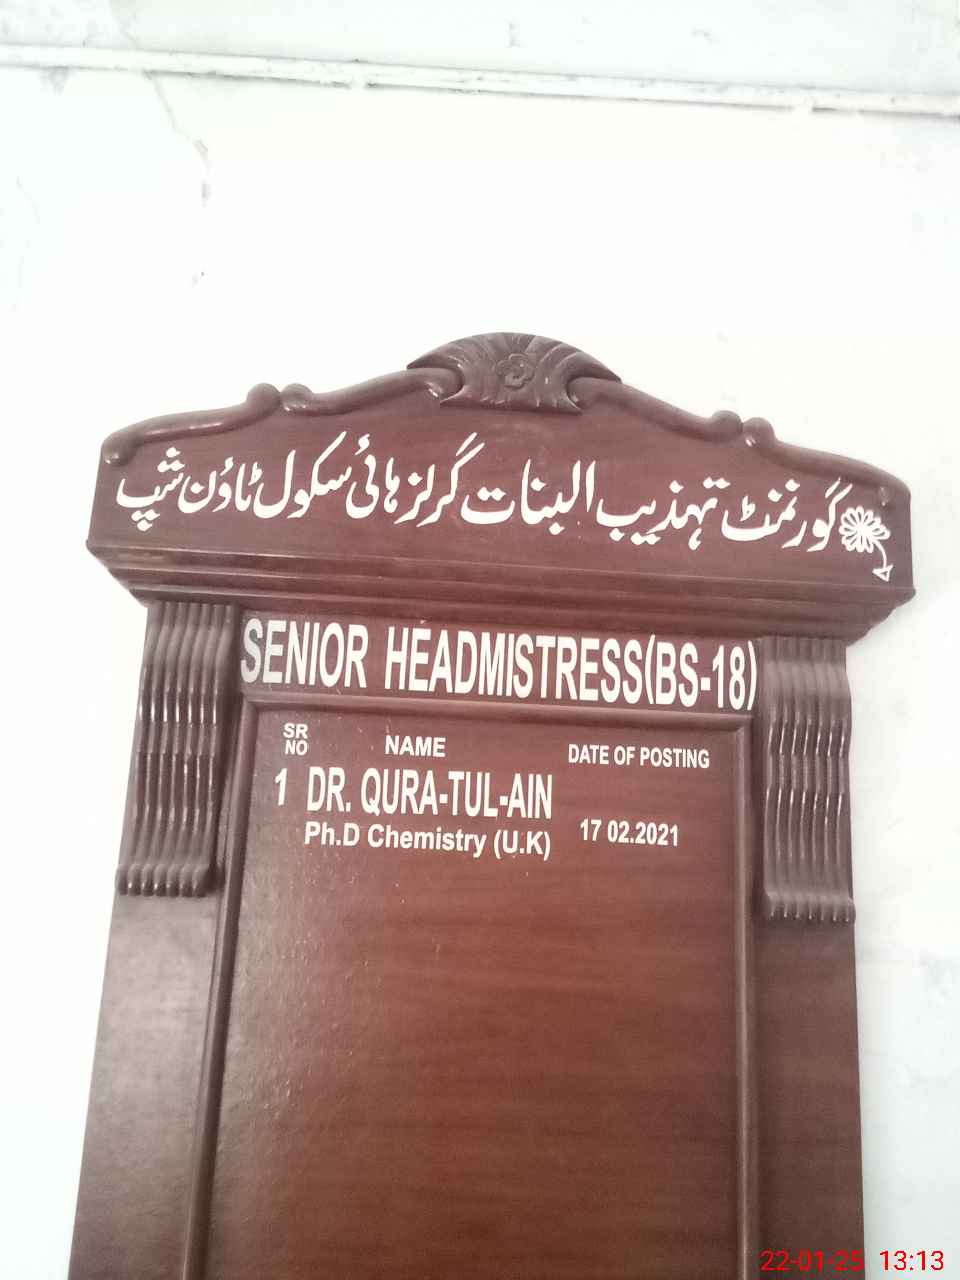 گورنمنٹ تہذیب البنات گرلز ہائی سکول ٹاؤن شپ
SENIOR HEADMISTRESS(BS-18)
SR NO NAME DATE OF POSTING
1 DR. QURA-TUL-AIN 17 02.2021
Ph.D Chemistry (U.K)
22-01-25 13:13